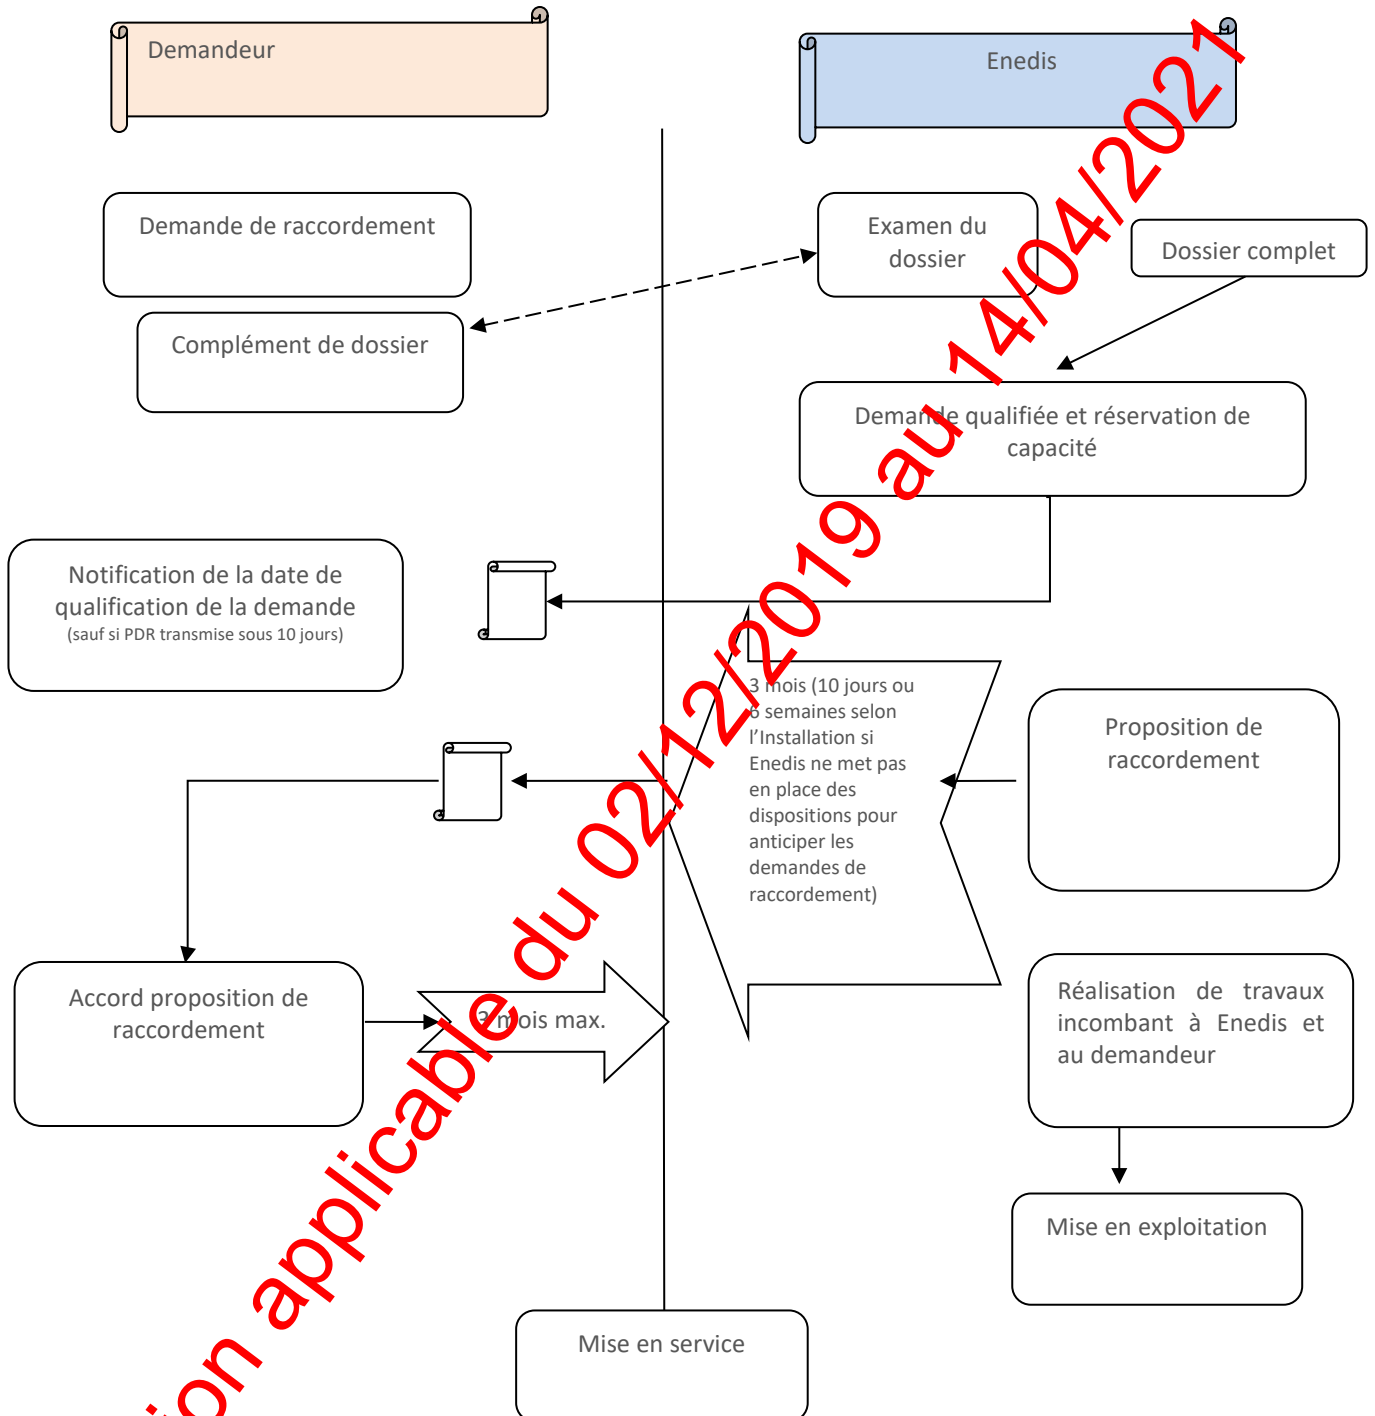 Demandeur
Enedis
Demande de raccordement
Examen du
dossier
Dossier complet
Complément de dossier
Demande qualifiée et réservation de
capacité
Notification de la date de
qualification de la demande
(sauf si PDR transmise sous 10 jours)
3 mois (10 jours ou
6 semaines selon
l'Installation si
Enedis ne met pas
en place des
dispositions pour
anticiper les
demandes de
raccordement)
Proposition de
raccordement
Accord proposition de
raccordement
3 mois max.
Réalisation de travaux
incombant à Enedis et
au demandeur
Mise en exploitation
Mise en service
ion applicable du 02/12/2019 au 14/04/2021